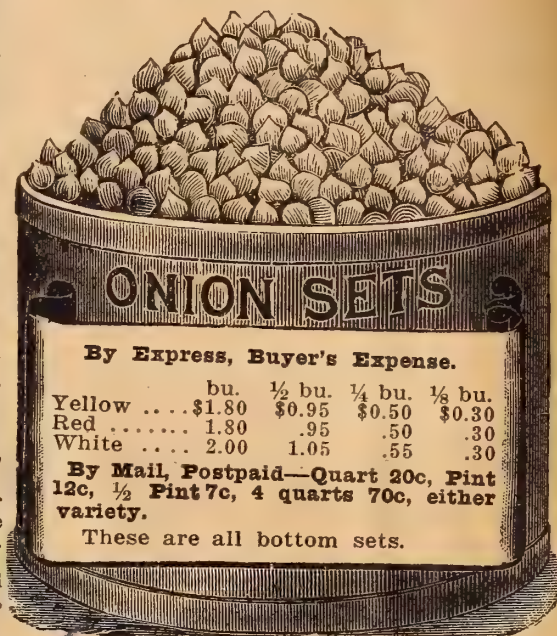 ONION SETS
By Express, Buyer's Expense.
bu. ½ bu. ¼ bu. ⅛ bu.
Yellow .... $1.80 $0.95 $0.50 $0.30
Red ....... 1.80 .95 .50 .30
White .... 2.00 1.05 .55 .30
By Mail, Postpaid—Quart 20c, Pint
12c, ½ Pint 7c, 4 quarts 70c, either
variety.
These are all bottom sets.